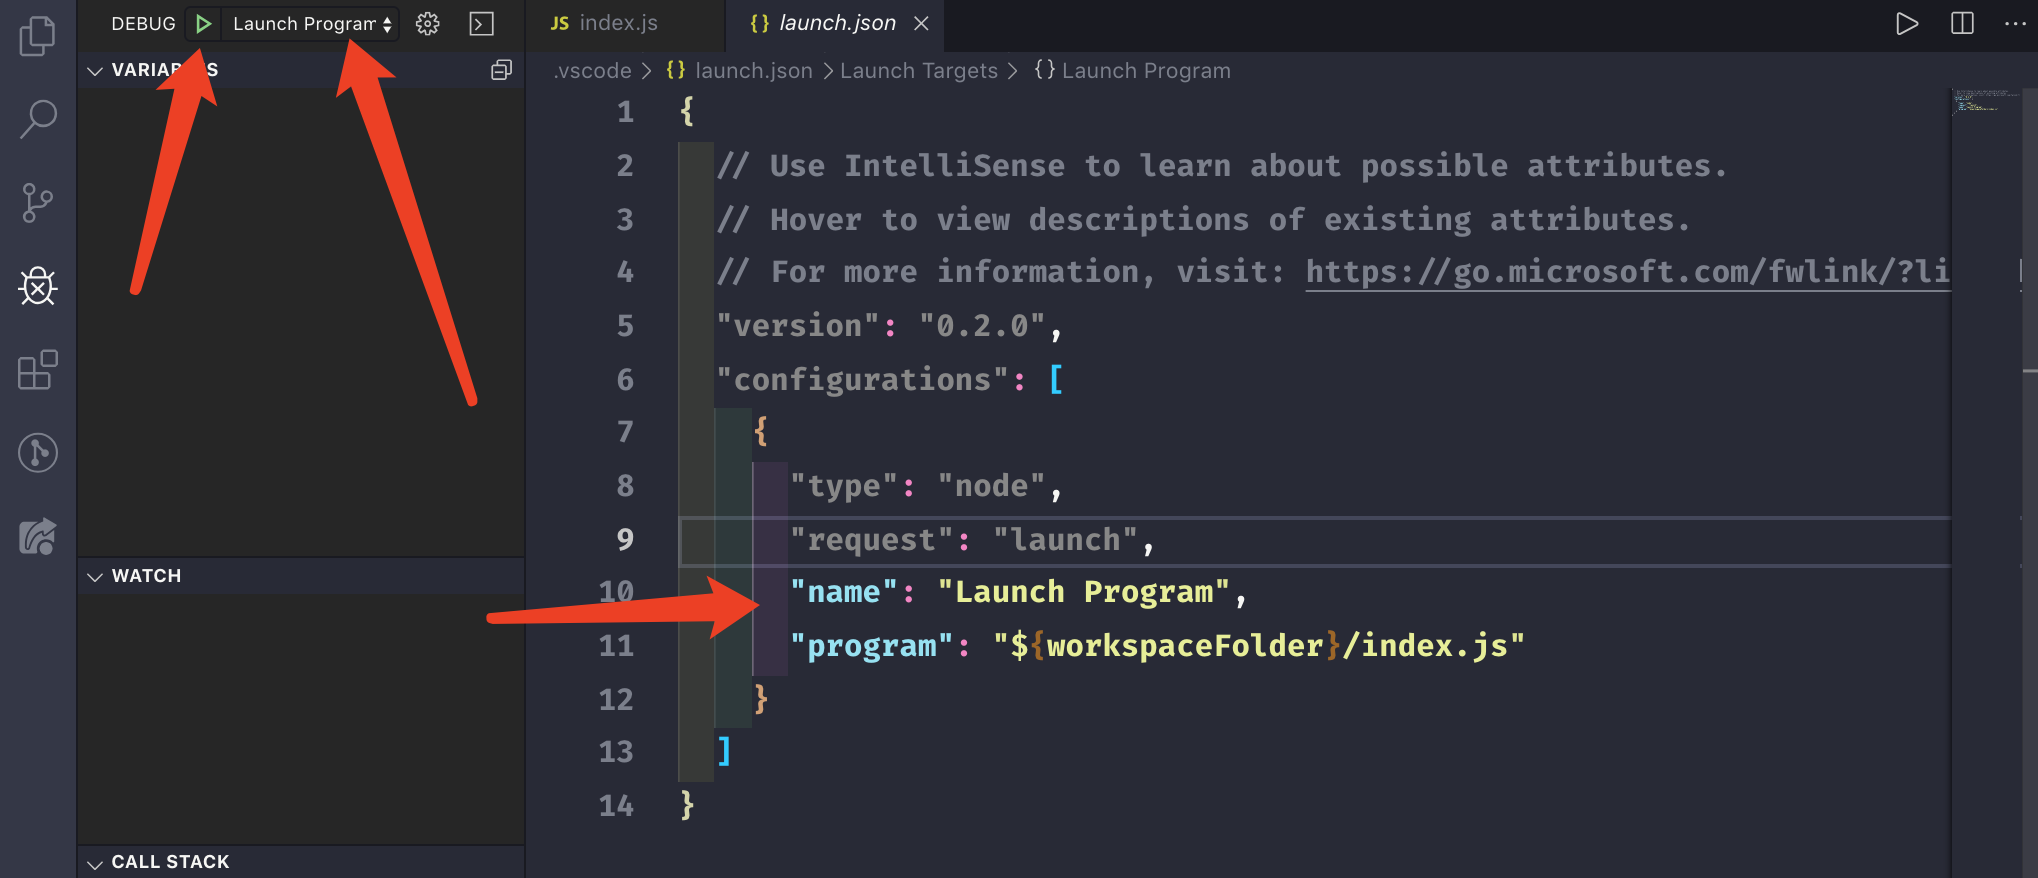 DEBUG Launch Program
VARIAB S
WATCH
CALL STACK
JS index.js
{} launch.json
.vscode > {} launch.json > Launch Targets > {} Launch Program
1 {
2 // Use IntelliSense to learn about possible attributes.
3 // Hover to view descriptions of existing attributes.
4 // For more information, visit: https://go.microsoft.com/fwlink/?li
5 "version": "0.2.0",
6 "configurations": [
7 {
8 "type": "node",
9 "request": "launch",
10 "name": "Launch Program",
11 "program": "${workspaceFolder}/index.js"
12 }
13 ]
14 }